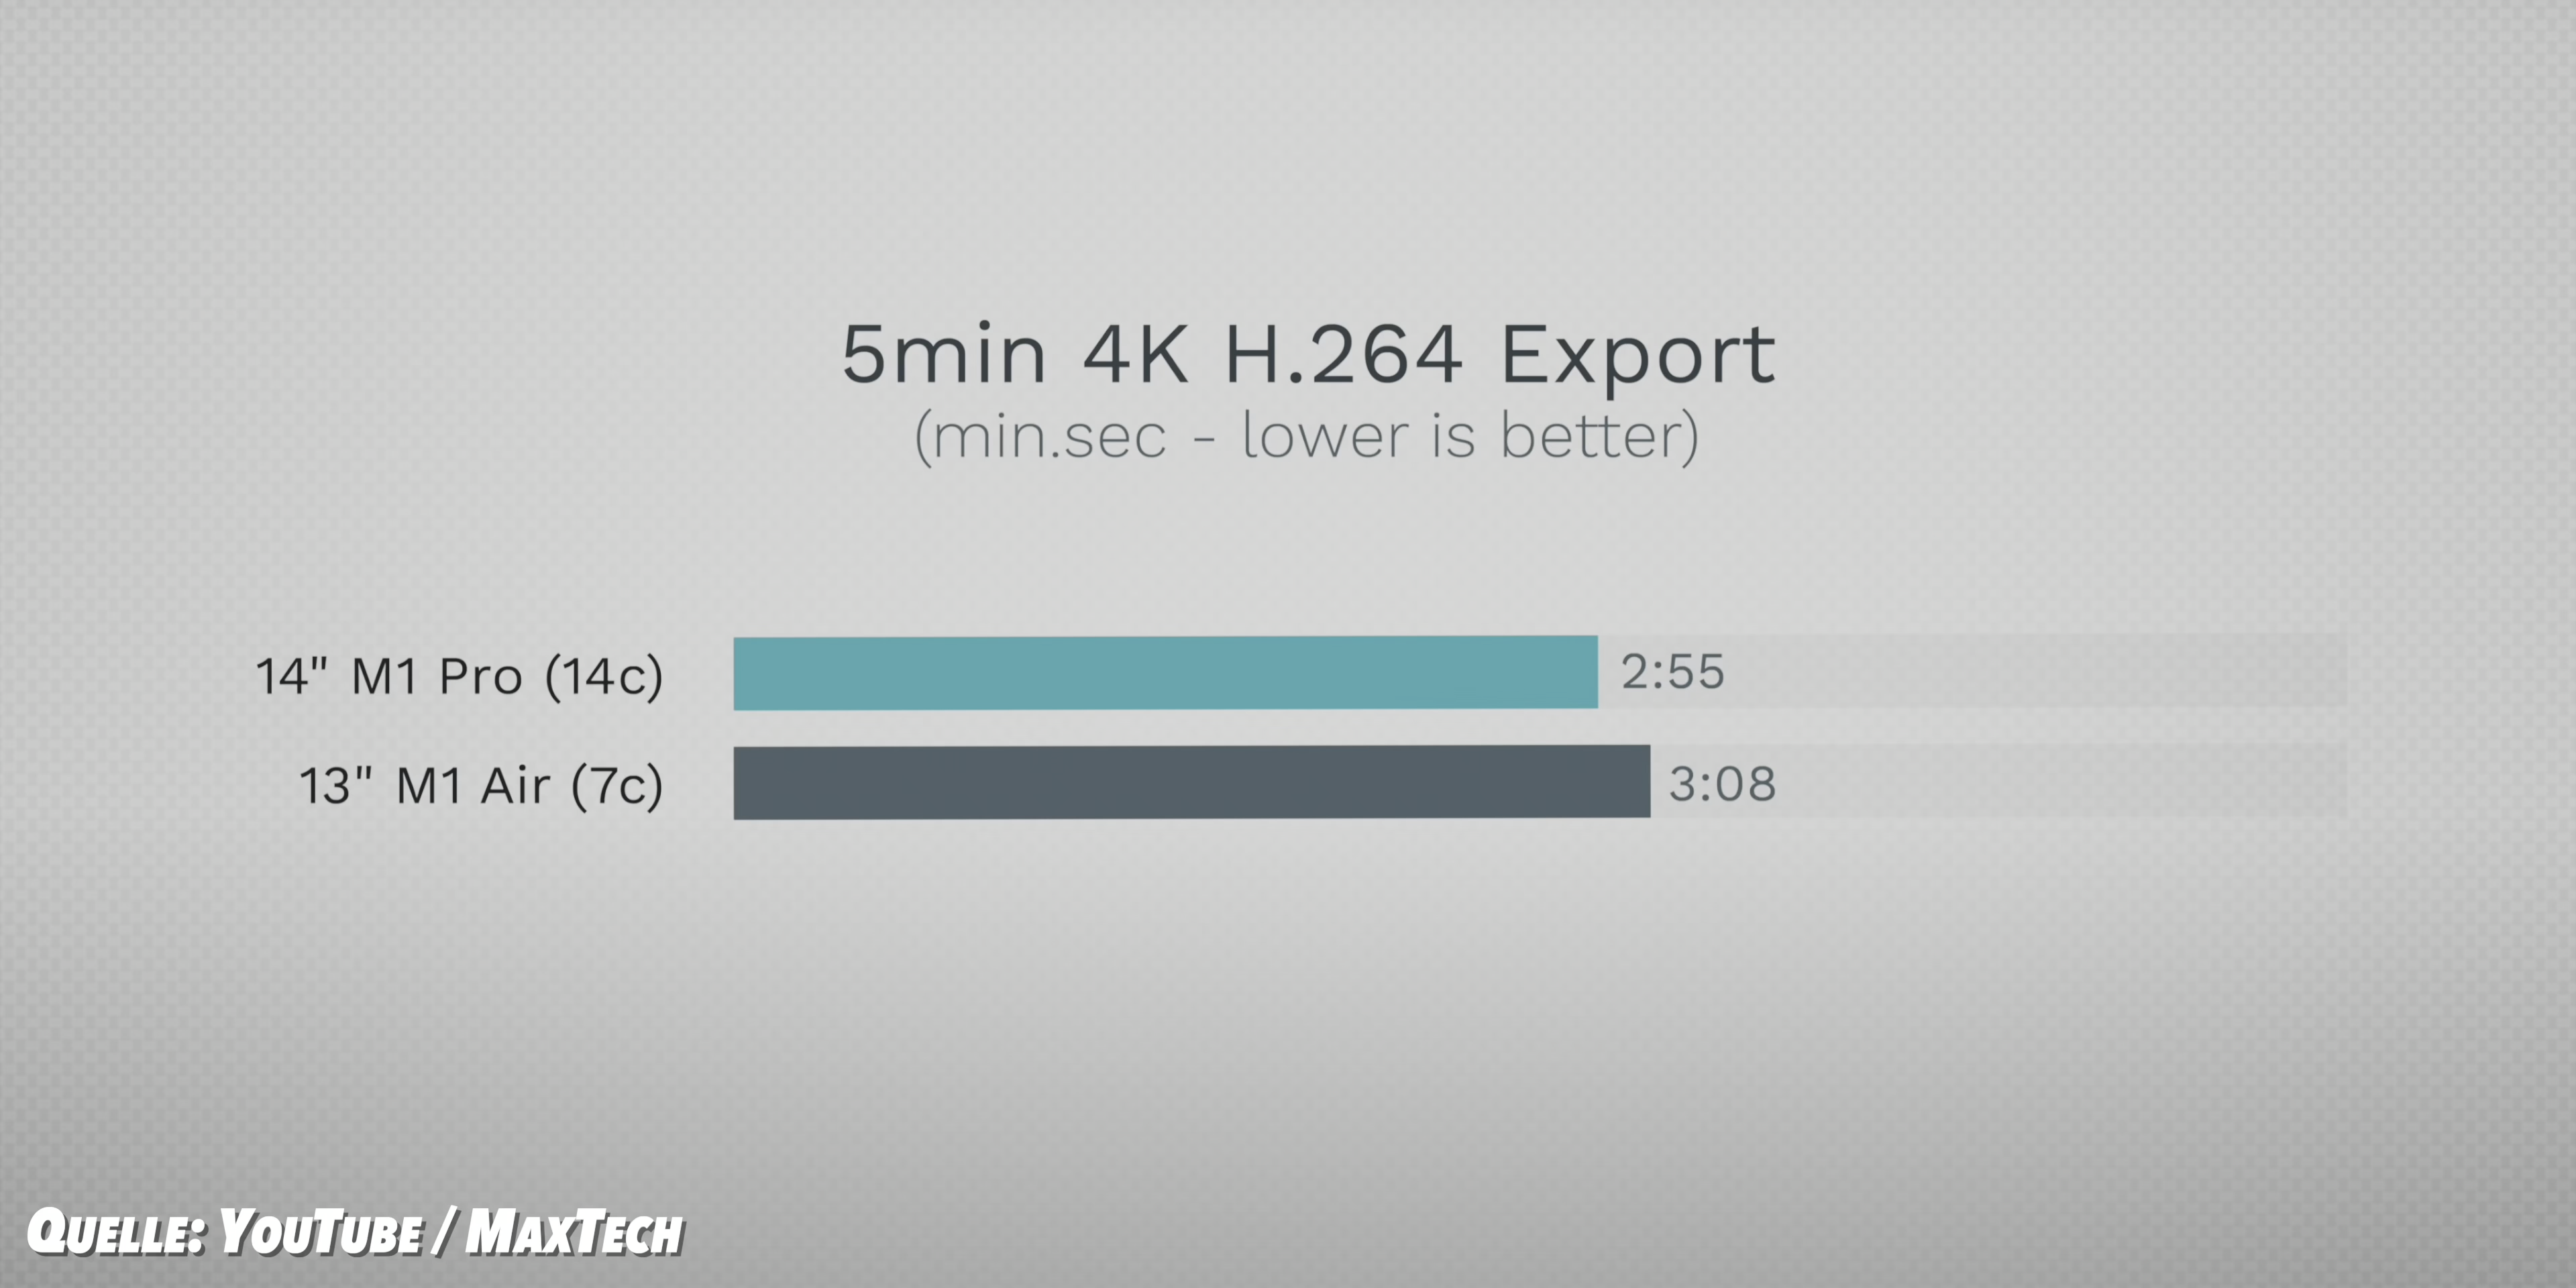 5min 4K H.264 Export
(min.sec - lower is better)
14" M1 Pro (14c)
2:55
13" M1 Air (7c)
3:08
QUELLE: YOUTUBE / MAXTECH